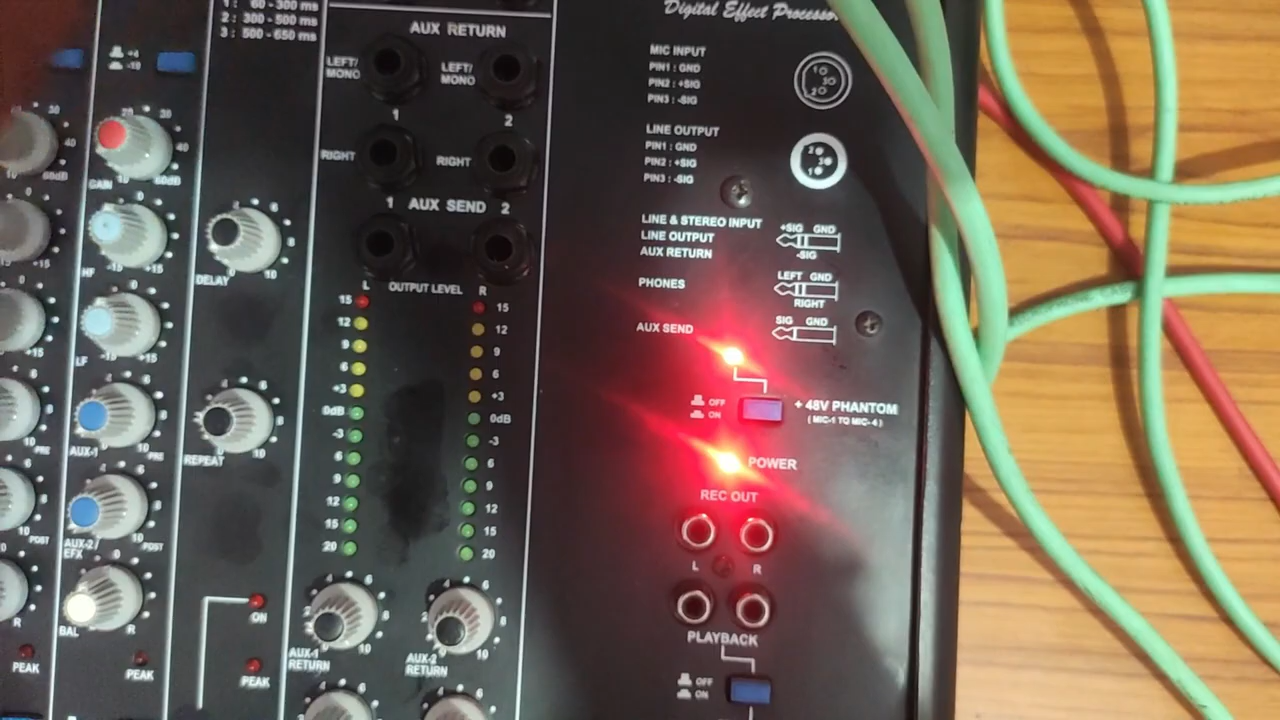 1 : 60 - 300 ms
2 : 300 - 500 ms
3 : 500 - 650 ms
Digital Effect Processor
AUX RETURN
LEFT/
MONO
LEFT/
MONO
1
2
RIGHT
RIGHT
1 AUX SEND 2
L OUTPUT LEVEL R
15
12
9
6
+3
0dB
-3
6
9
12
15
20
15
12
9
6
+3
0dB
-3
6
9
12
15
20
MIC INPUT
PIN1 : GND
PIN2 : +SIG
PIN3 : -SIG
LINE OUTPUT
PIN1 : GND
PIN2 : +SIG
PIN3 : -SIG
LINE & STEREO INPUT
LINE OUTPUT
AUX RETURN
+SIG GND
-SIG
PHONES
LEFT GND
RIGHT
AUX SEND
SIG GND
OFF
ON
+ 48V PHANTOM
( MIC-1 TO MIC- 4 )
POWER
REC OUT
L R
PLAYBACK
OFF
ON
GAIN
60dB
HF
-15 +15
LF
-15 +15
AUX-1
PRE
AUX-2/
EFX
POST
BAL
R
PEAK
PEAK
DELAY
10
REPEAT
10
ON
PEAK
AUX-1
RETURN
AUX-2
RETURN